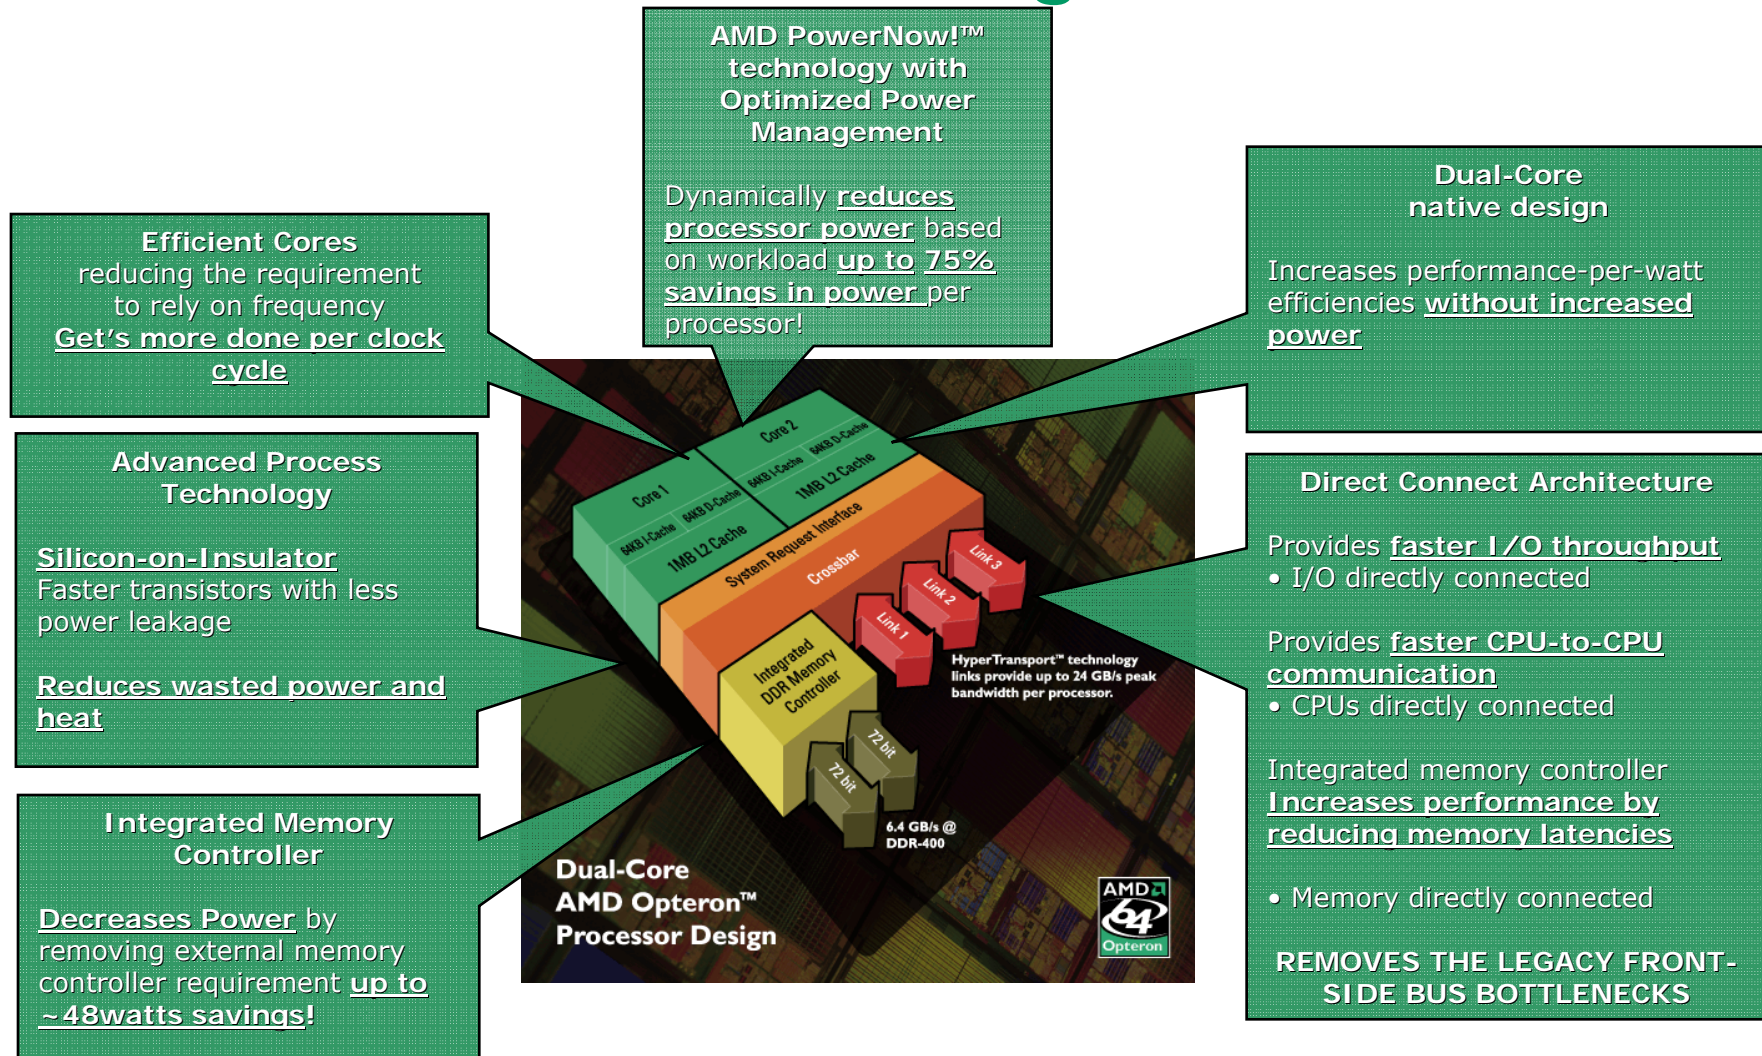 AMD PowerNow!™
technology with
Optimized Power
Management
Dynamically reduces
processor power based
on workload up to 75%
savings in power per
processor!
Efficient Cores
reducing the requirement
to rely on frequency
Get's more done per clock
cycle
Dual-Core
native design
Increases performance-per-watt
efficiencies without increased
power
Advanced Process
Technology
Silicon-on-Insulator
Faster transistors with less
power leakage
Reduces wasted power and
heat
Integrated Memory
Controller
Decreases Power by
removing external memory
controller requirement up to
~48watts savings!
Direct Connect Architecture
Provides faster I/O throughput
• I/O directly connected
Provides faster CPU-to-CPU
communication
• CPUs directly connected
Integrated memory controller
Increases performance by
reducing memory latencies
• Memory directly connected
REMOVES THE LEGACY FRONT-
SIDE BUS BOTTLENECKS
Core 1
64KB I-Cache
64KB D-Cache
1MB L2 Cache
Core 2
64KB I-Cache
64KB D-Cache
1MB L2 Cache
System Request Interface
Crossbar
Link 1
Link 2
Link 3
HyperTransport™ technology
links provide up to 24 GB/s peak
bandwidth per processor.
Integrated
DDR Memory
Controller
72 bit
72 bit
6.4 GB/s @
DDR-400
Dual-Core
AMD Opteron™
Processor Design
AMD
64
Opteron